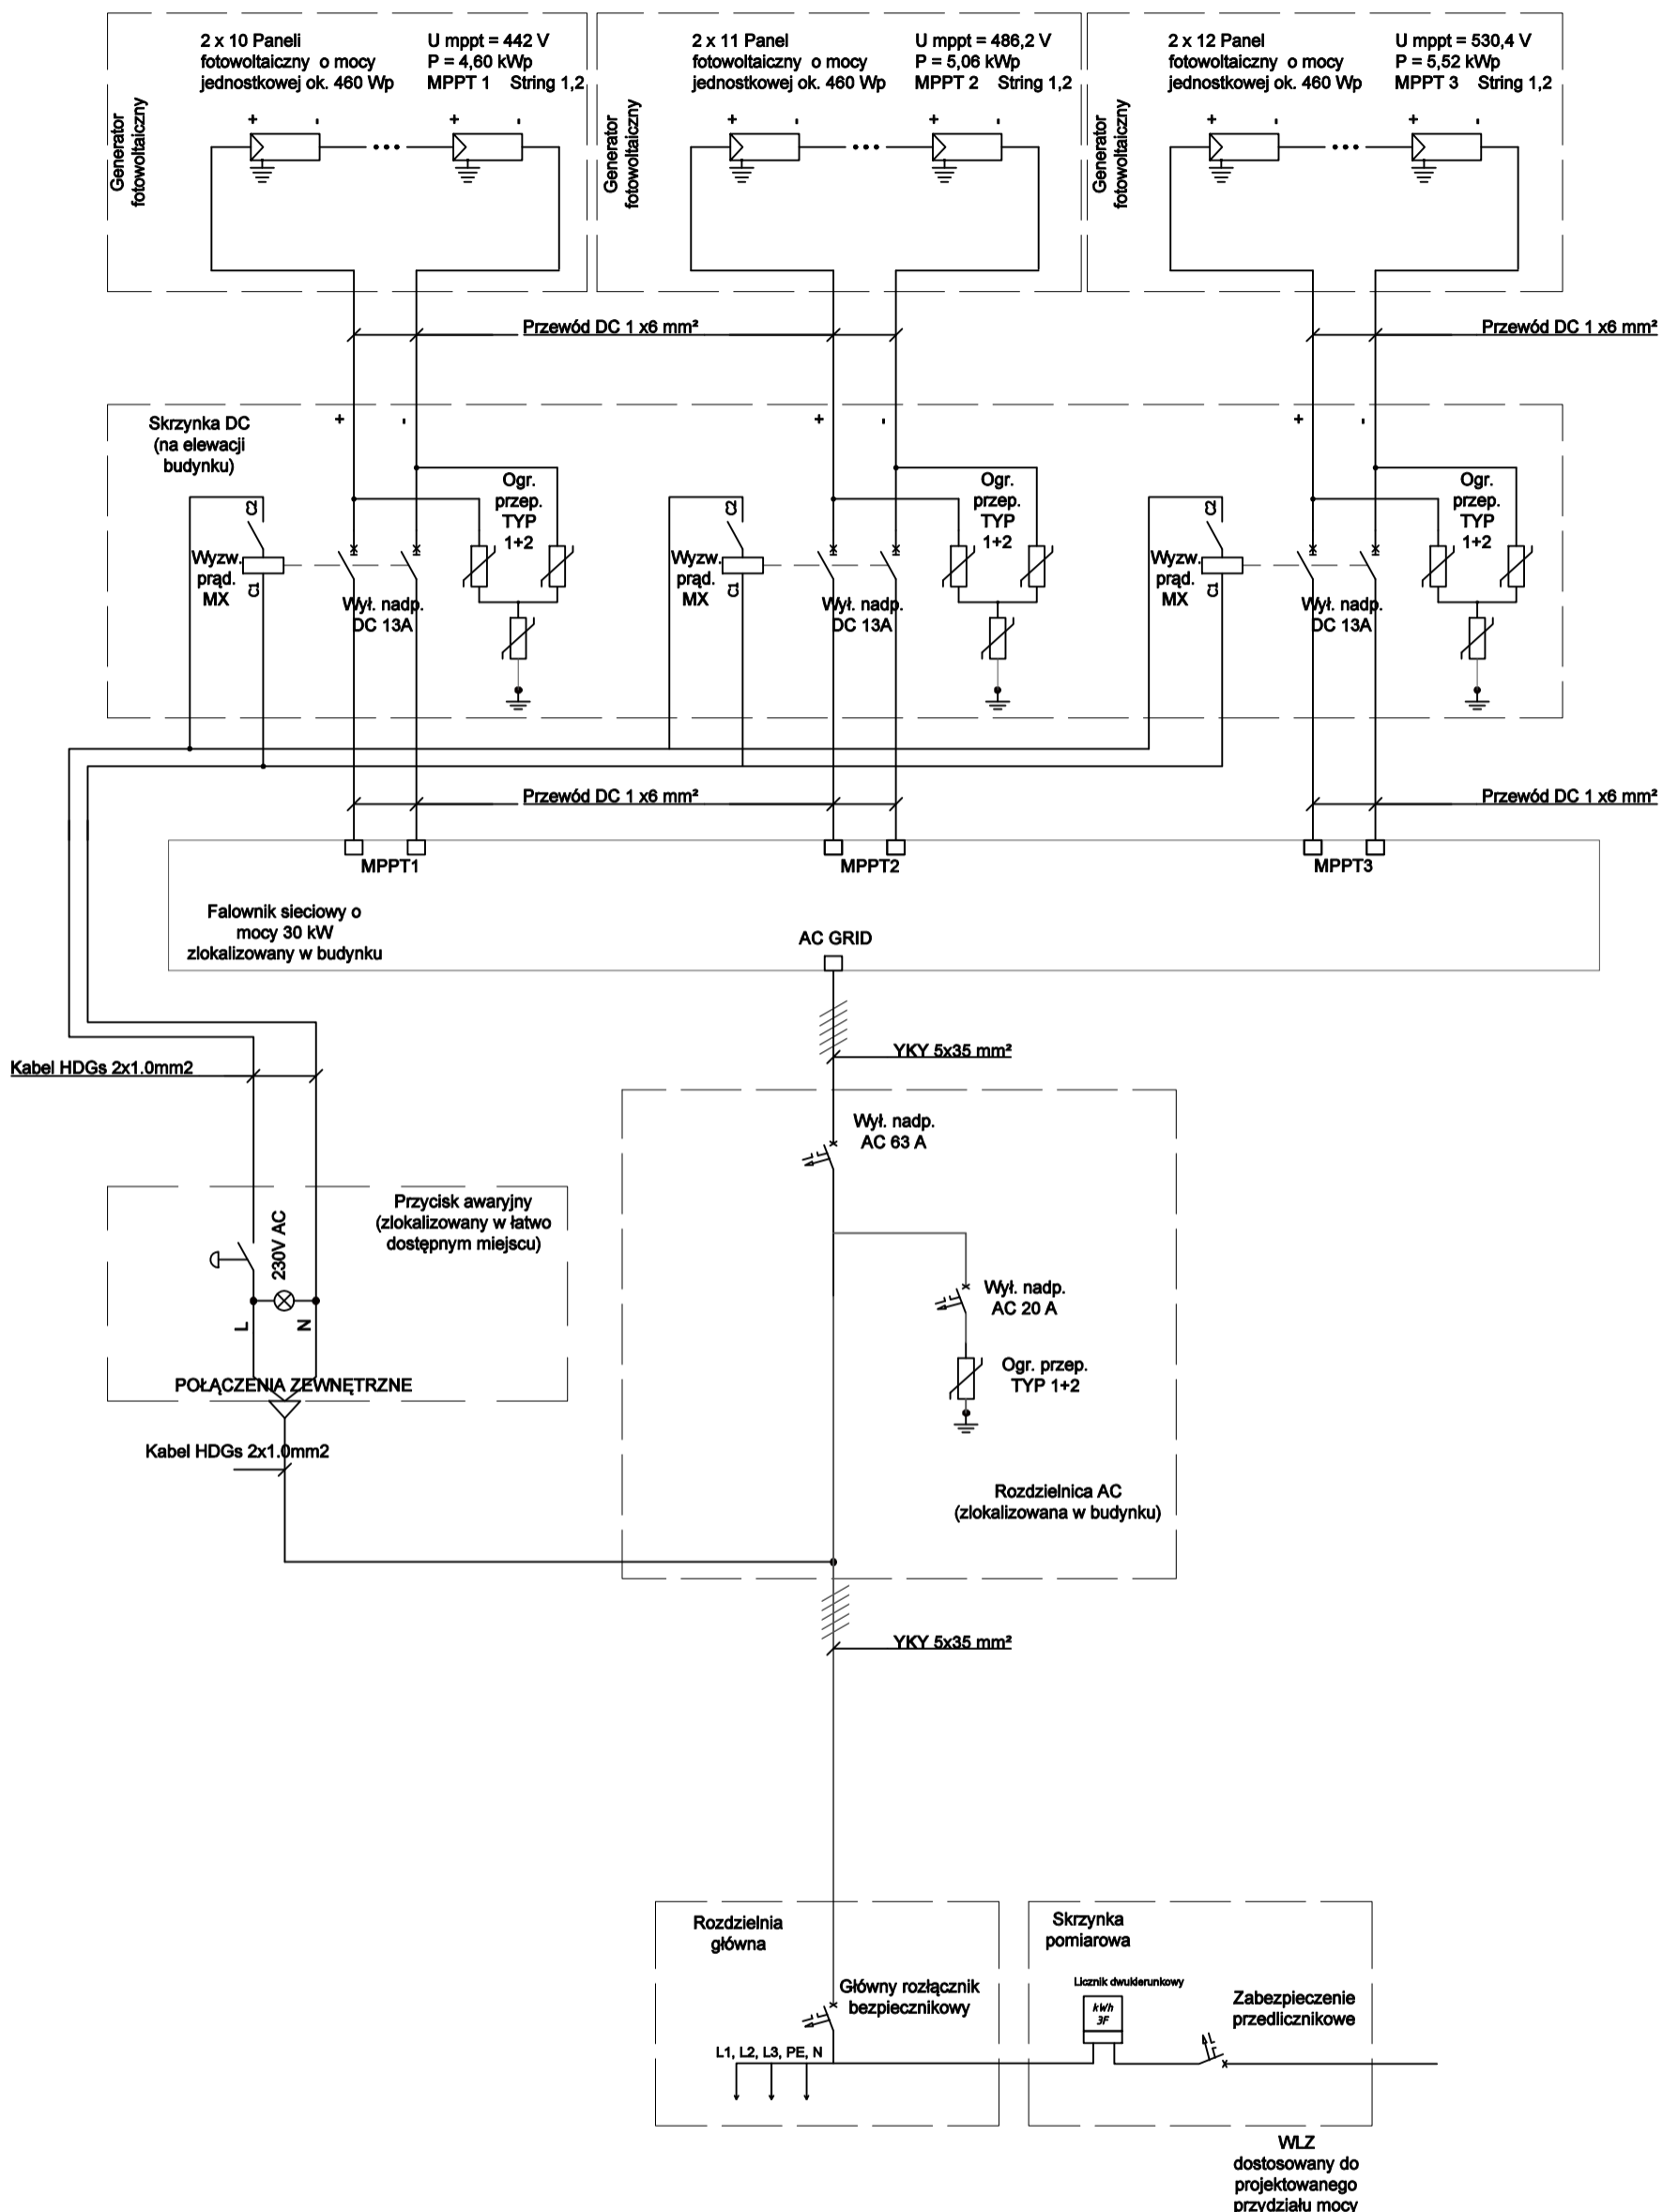 2 x 10 Paneli
fotowoltaiczny o mocy
jednostkowej ok. 460 Wp
U mppt = 442 V
P = 4,60 kWp
MPPT 1 String 1,2
Generator
fotowoltaiczny
+ -
+ -
2 x 11 Panel
fotowoltaiczny o mocy
jednostkowej ok. 460 Wp
U mppt = 486,2 V
P = 5,06 kWp
MPPT 2 String 1,2
Generator
fotowoltaiczny
+ -
+ -
2 x 12 Panel
fotowoltaiczny o mocy
jednostkowej ok. 460 Wp
U mppt = 530,4 V
P = 5,52 kWp
MPPT 3 String 1,2
Generator
fotowoltaiczny
+ -
+ -
Przewód DC 1 x6 mm²
Przewód DC 1 x6 mm²
Skrzynka DC
(na elewacji
budynku)
+ -
C2
Wyzw.
prąd.
MX
C1
Wył. nadp.
DC 13A
Ogr.
przep.
TYP
1+2
+ -
C2
Wyzw.
prąd.
MX
C1
Wył. nadp.
DC 13A
Ogr.
przep.
TYP
1+2
+ -
C2
Wyzw.
prąd.
MX
C1
Wył. nadp.
DC 13A
Ogr.
przep.
TYP
1+2
Przewód DC 1 x6 mm²
Przewód DC 1 x6 mm²
MPPT1
MPPT2
MPPT3
Falownik sieciowy o
mocy 30 kW
zlokalizowany w budynku
AC GRID
YKY 5x35 mm²
Kabel HDGs 2x1.0mm2
Wył. nadp.
AC 63 A
Przycisk awaryjny
(zlokalizowany w łatwo
dostępnym miejscu)
230V AC
L
N
POŁĄCZENIA ZEWNĘTRZNE
Kabel HDGs 2x1.0mm2
Wył. nadp.
AC 20 A
Ogr. przep.
TYP 1+2
Rozdzielnica AC
(zlokalizowana w budynku)
YKY 5x35 mm²
Rozdzielnia
główna
Główny rozłącznik
bezpiecznikowy
L1, L2, L3, PE, N
Skrzynka
pomiarowa
Licznik dwukierunkowy
kWh
3F
Zabezpieczenie
przedlicznikowe
WLZ
dostosowany do
projektowanego
przydziału mocy